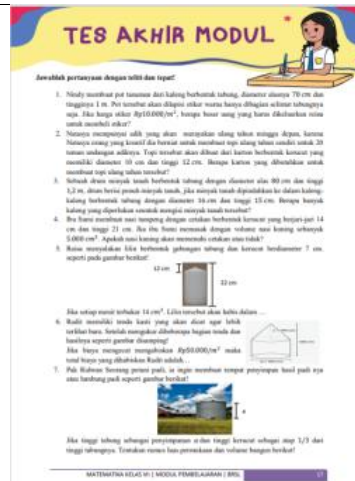 TES AKHIR MODUL
Jawablah pertanyaan dengan teliti dan tepat!
1. Nindy membuat pot tanaman dari kaleng berbentuk tabung, diameter alasnya 70 cm dan
tingginya 1 m. Pot tersebut akan dilapisi stiker warna hanya dibagian selimut tabungnya
saja. Jika harga stiker Rp10.000/m², berapa besar uang yang harus dikeluarkan
untuk membeli stiker?
2. Natasya mempunyai adik yang akan merayakan ulang tahun minggu depan, karena
Natasya orang yang kreatif dia berniat untuk membuat topi ulang tahun sendiri untuk 20
teman undangan adiknya. Topi tersebut akan dibuat dari karton berbentuk kerucut yang
memiliki diameter 10 cm dan tinggi 12 cm. Berapa karton yang dibutuhkan untuk
membuat topi ulang tahun tersebut?
3. Sebuah drum minyak tanah berbentuk tabung dengan diameter alas 80 cm dan tinggi
1,2 m, drum berisi penuh minyak tanah, jika minyak tanah dipindahkan ke dalam kaleng-
kaleng berbentuk tabung dengan diameter 16 cm dan tinggi 15 cm. Berapa banyak
kaleng yang diperlukan untuk mengisi minyak tanah tersebut?
4. Ibu Sumi membuat nasi tumpeng dengan cetakan berbentuk kerucut yang berjari-jari 14
cm dan tinggi 21 cm. Jika ibu Sumi memasak dengan volume nasi kuning sebanyak
5.000 cm³. Apakah nasi kuning akan memenuhi cetakan atau tidak?
5. Raisa menyalakan lilin berbentuk gabungan tabung dan kerucut berdiameter 7 cm.
seperti pada gambar berikut!
12 cm
22 cm
Jika setiap menit terbakar 14 cm³. Lilin tersebut akan habis dalam ...
6. Rudit memiliki tenda kasti yang akan dicat agar lebih
terlihat baru. Setelah mengukur dibeberapa bagian tenda dan
hasilnya seperti gambar disamping!
Jika biaya mengecat menghabiskan Rp50.000/m² maka
total biaya yang dihabiskan Rudit adalah...
7. Pak Ridwan Seorang petani padi, ia ingin membuat tempat penyimpan hasil padi nya
atau lumbung padi seperti gambar berikut!
Jika tinggi tabung sebagai penyimpanan a dan tinggi kerucut sebagai atap 1/3 dari
tinggi tabungnya. Tentukan rumus luas permukaan dan volume bangun berikut!
MATEMATIKA KELAS VI | MODUL PEMBELAJARAN | BRSL